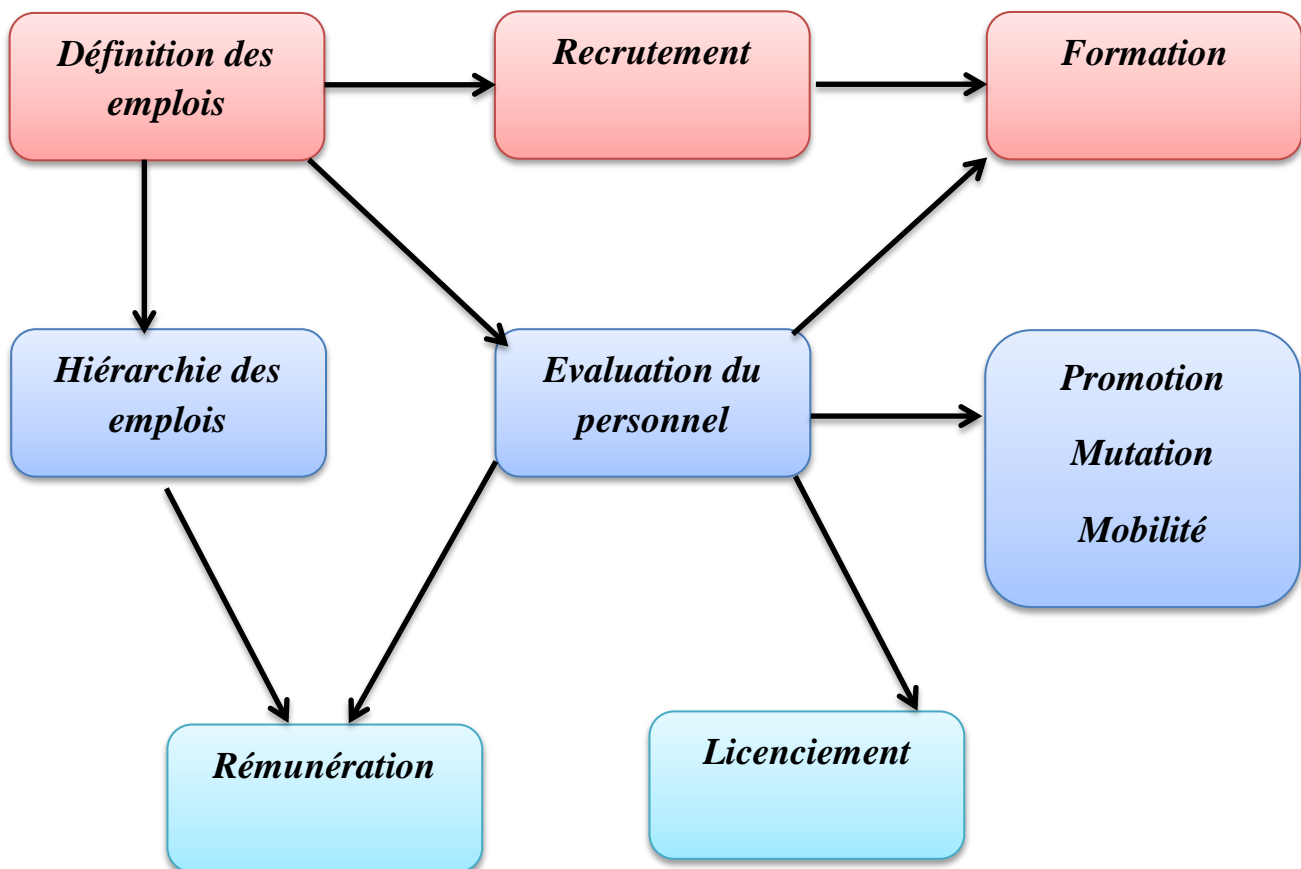 Définition des
emplois
Recrutement
Formation
Hiérarchie des
emplois
Evaluation du
personnel
Promotion
Mutation
Mobilité
Rémunération
Licenciement